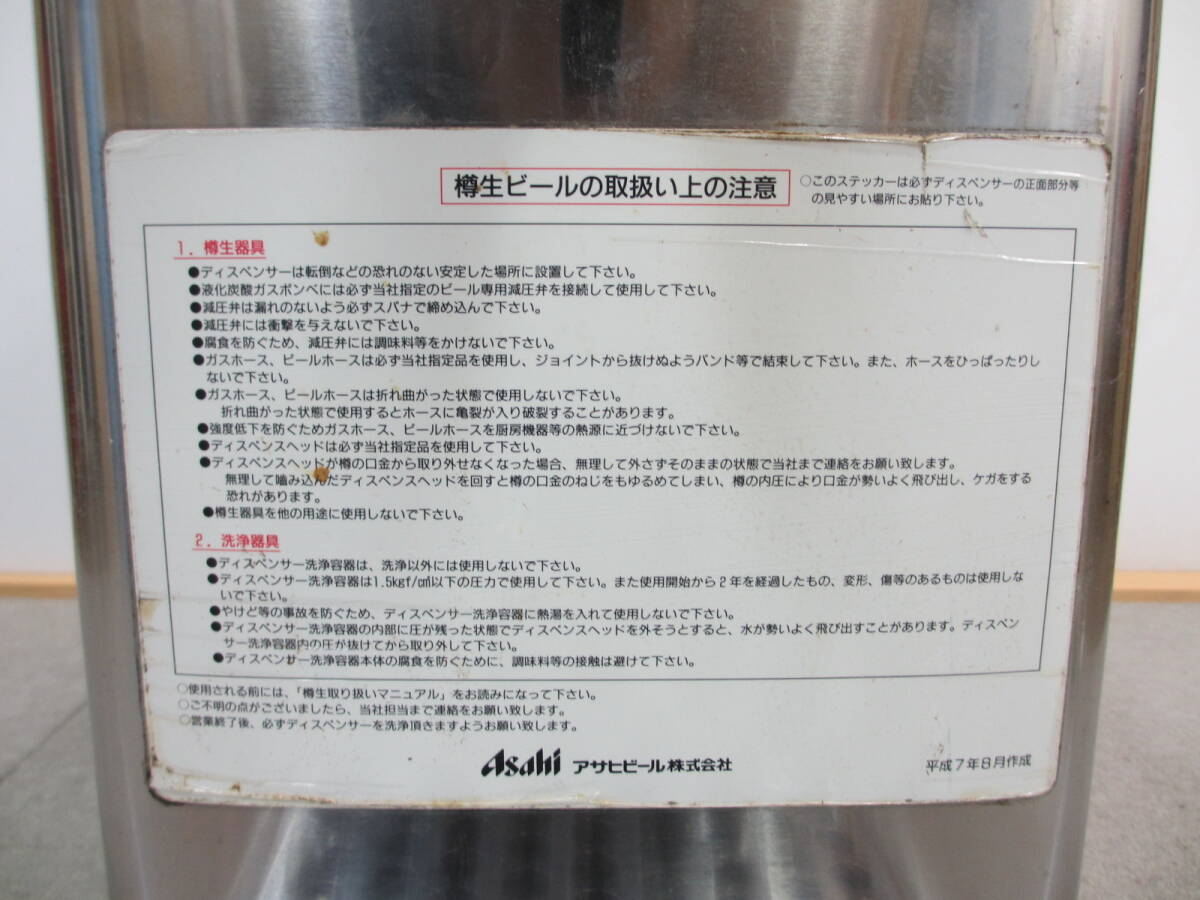 樽生ビールの取扱い上の注意
○このステッカーは必ずディスペンサーの正面部分等
の見やすい場所にお貼り下さい。
1. 樽生器具
●ディスペンサーは転倒などの恐れのない安定した場所に設置して下さい。
●液化炭酸ガスボンベには必ず当社指定のビール専用減圧弁を接続して使用して下さい。
●減圧弁は漏れのないよう必ずスパナで締め込んで下さい。
●減圧弁には衝撃を与えないで下さい。
●腐食を防ぐため、減圧弁には調味料等をかけないで下さい。
●ガスホース、ビールホースは必ず当社指定品を使用し、ジョイントから抜けぬようバンド等で結束して下さい。また、ホースをひっぱったりし
ないで下さい。
●ガスホース、ビールホースは折れ曲がった状態で使用しないで下さい。
折れ曲がった状態で使用するとホースに亀裂が入り破裂することがあります。
●強度低下を防ぐためガスホース、ビールホースを厨房機器等の熱源に近づけないで下さい。
●ディスペンスヘッドは必ず当社指定品を使用して下さい。
●ディスペンスヘッドが樽の口金から取り外せなくなった場合、無理して外さずそのままの状態で当社まで連絡をお願い致します。
無理して嚙み込んだディスペンスヘッドを回すと樽の口金のねじをもゆるめてしまい、樽の内圧により口金が勢いよく飛び出し、ケガをする
恐れがあります。
●樽生器具を他の用途に使用しないで下さい。
2. 洗浄器具
●ディスペンサー洗浄容器は、洗浄以外には使用しないで下さい。
●ディスペンサー洗浄容器は1.5kgf/c㎡以下の圧力で使用して下さい。また使用開始から2年を経過したもの、変形、傷等のあるものは使用しな
いで下さい。
●やけど等の事故を防ぐため、ディスペンサー洗浄容器に熱湯を入れて使用しないで下さい。
●ディスペンサー洗浄容器の内部に圧が残った状態でディスペンスヘッドを外そうとすると、水が勢いよく飛び出すことがあります。ディスペン
サー洗浄容器内の圧が抜けてから取り外して下さい。
●ディスペンサー洗浄容器本体の腐食を防ぐために、調味料等の接触は避けて下さい。
○使用される前には、「樽生取り扱いマニュアル」をお読みになって下さい。
○ご不明の点がございましたら、当社担当まで連絡をお願い致します。
○営業終了後、必ずディスペンサーを洗浄頂きますようお願い致します。
Asahi アサヒビール株式会社
平成7年8月作成